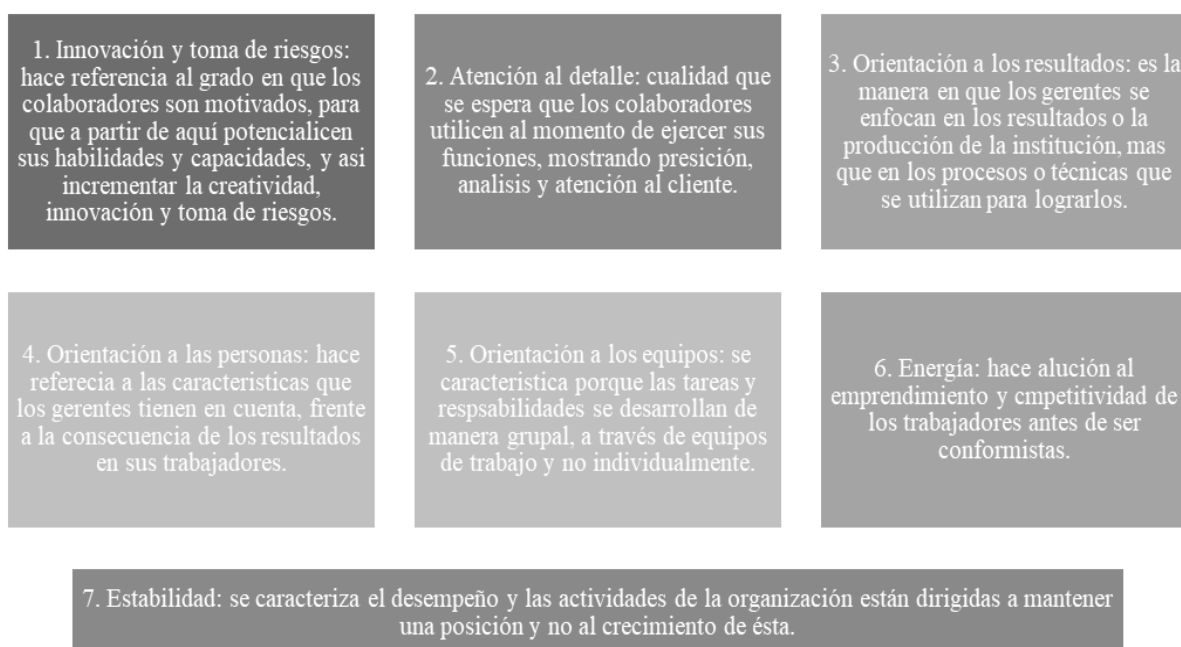 1. Innovación y toma de riesgos:
hace referencia al grado en que los
colaboradores son motivados, para
que a partir de aquí potencialicen
sus habilidades y capacidades, y asi
incrementar la creatividad,
innovación y toma de riesgos.
2. Atención al detalle: cualidad que
se espera que los colaboradores
utilicen al momento de ejercer sus
funciones, mostrando presición,
analisis y atención al cliente.
3. Orientación a los resultados: es la
manera en que los gerentes se
enfocan en los resultados o la
producción de la institución, mas
que en los procesos o técnicas que
se utilizan para lograrlos.
4. Orientación a las personas: hace
referecia a las caracteristicas que
los gerentes tienen en cuenta, frente
a la consecuencia de los resultados
en sus trabajadores.
5. Orientación a los equipos: se
caracteristica porque las tareas y
respsabilidades se desarrollan de
manera grupal, a través de equipos
de trabajo y no individualmente.
6. Energía: hace alución al
emprendimiento y cmpetitividad de
los trabajadores antes de ser
conformistas.
7. Estabilidad: se caracteriza el desempeño y las actividades de la organización están dirigidas a mantener
una posición y no al crecimiento de ésta.